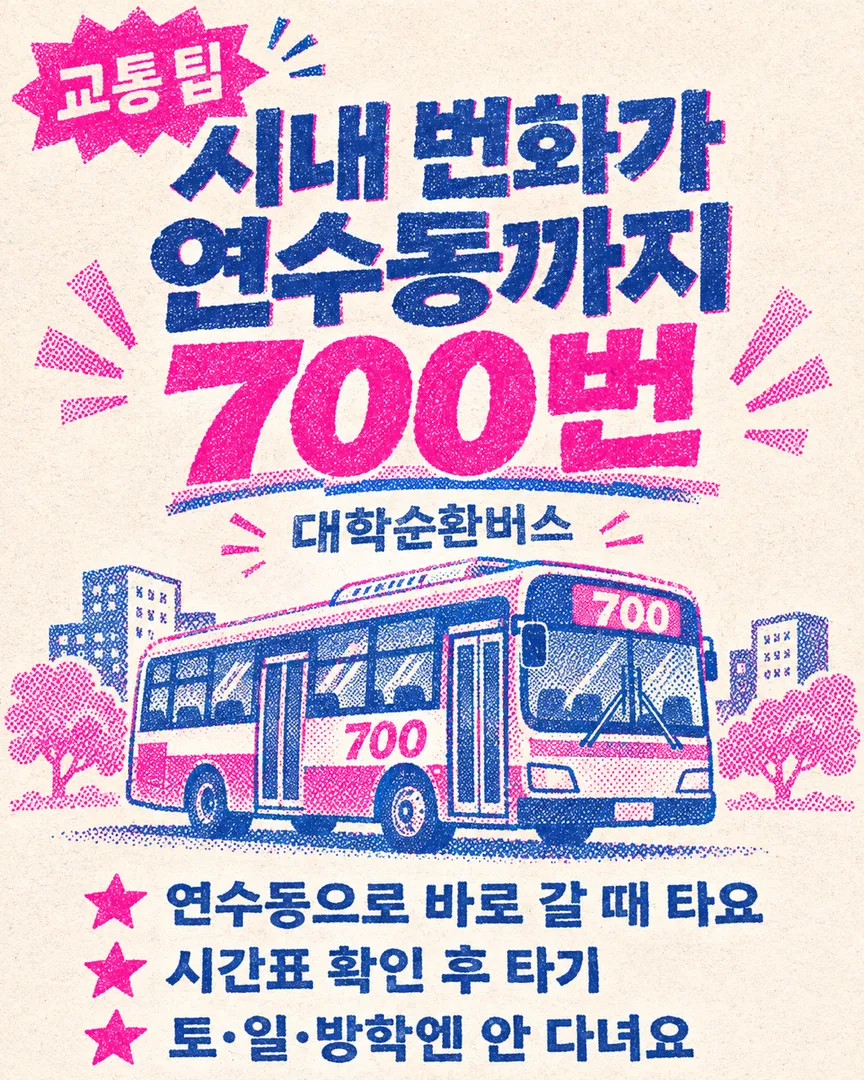 교통 팁
시내 번화가
연수동까지
700번
대학순환버스
700
700
연수동으로 바로 갈 때 타요
시간표 확인 후 타기
토·일·방학엔 안 다녀요